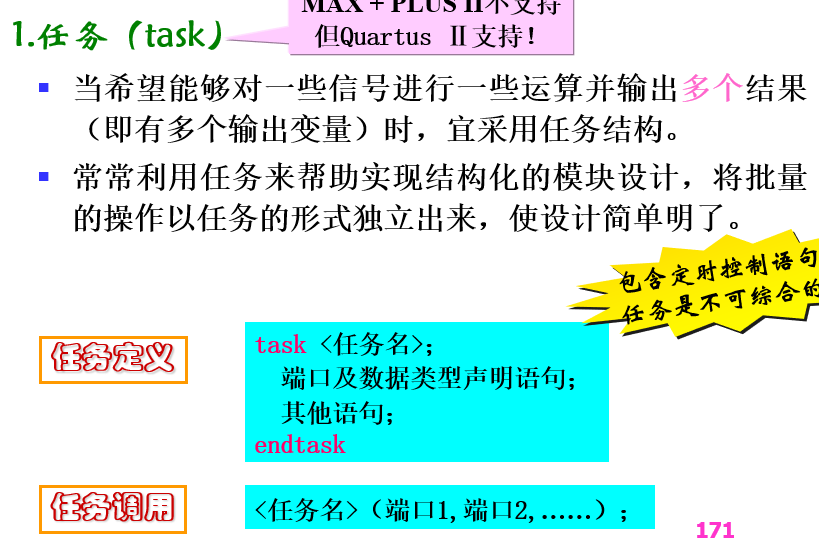 MAX + PLUS II不支持
但Quartus Ⅱ支持!
1.任务（task）
当希望能够对一些信号进行一些运算并输出多个结果
（即有多个输出变量）时，宜采用任务结构。
常常利用任务来帮助实现结构化的模块设计，将批量
的操作以任务的形式独立出来，使设计简单明了。
包含定时控制语句
任务是不可综合的
任务定义
task <任务名>;
端口及数据类型声明语句;
其他语句;
endtask
任务调用
<任务名>（端口1,端口2,……）;
171